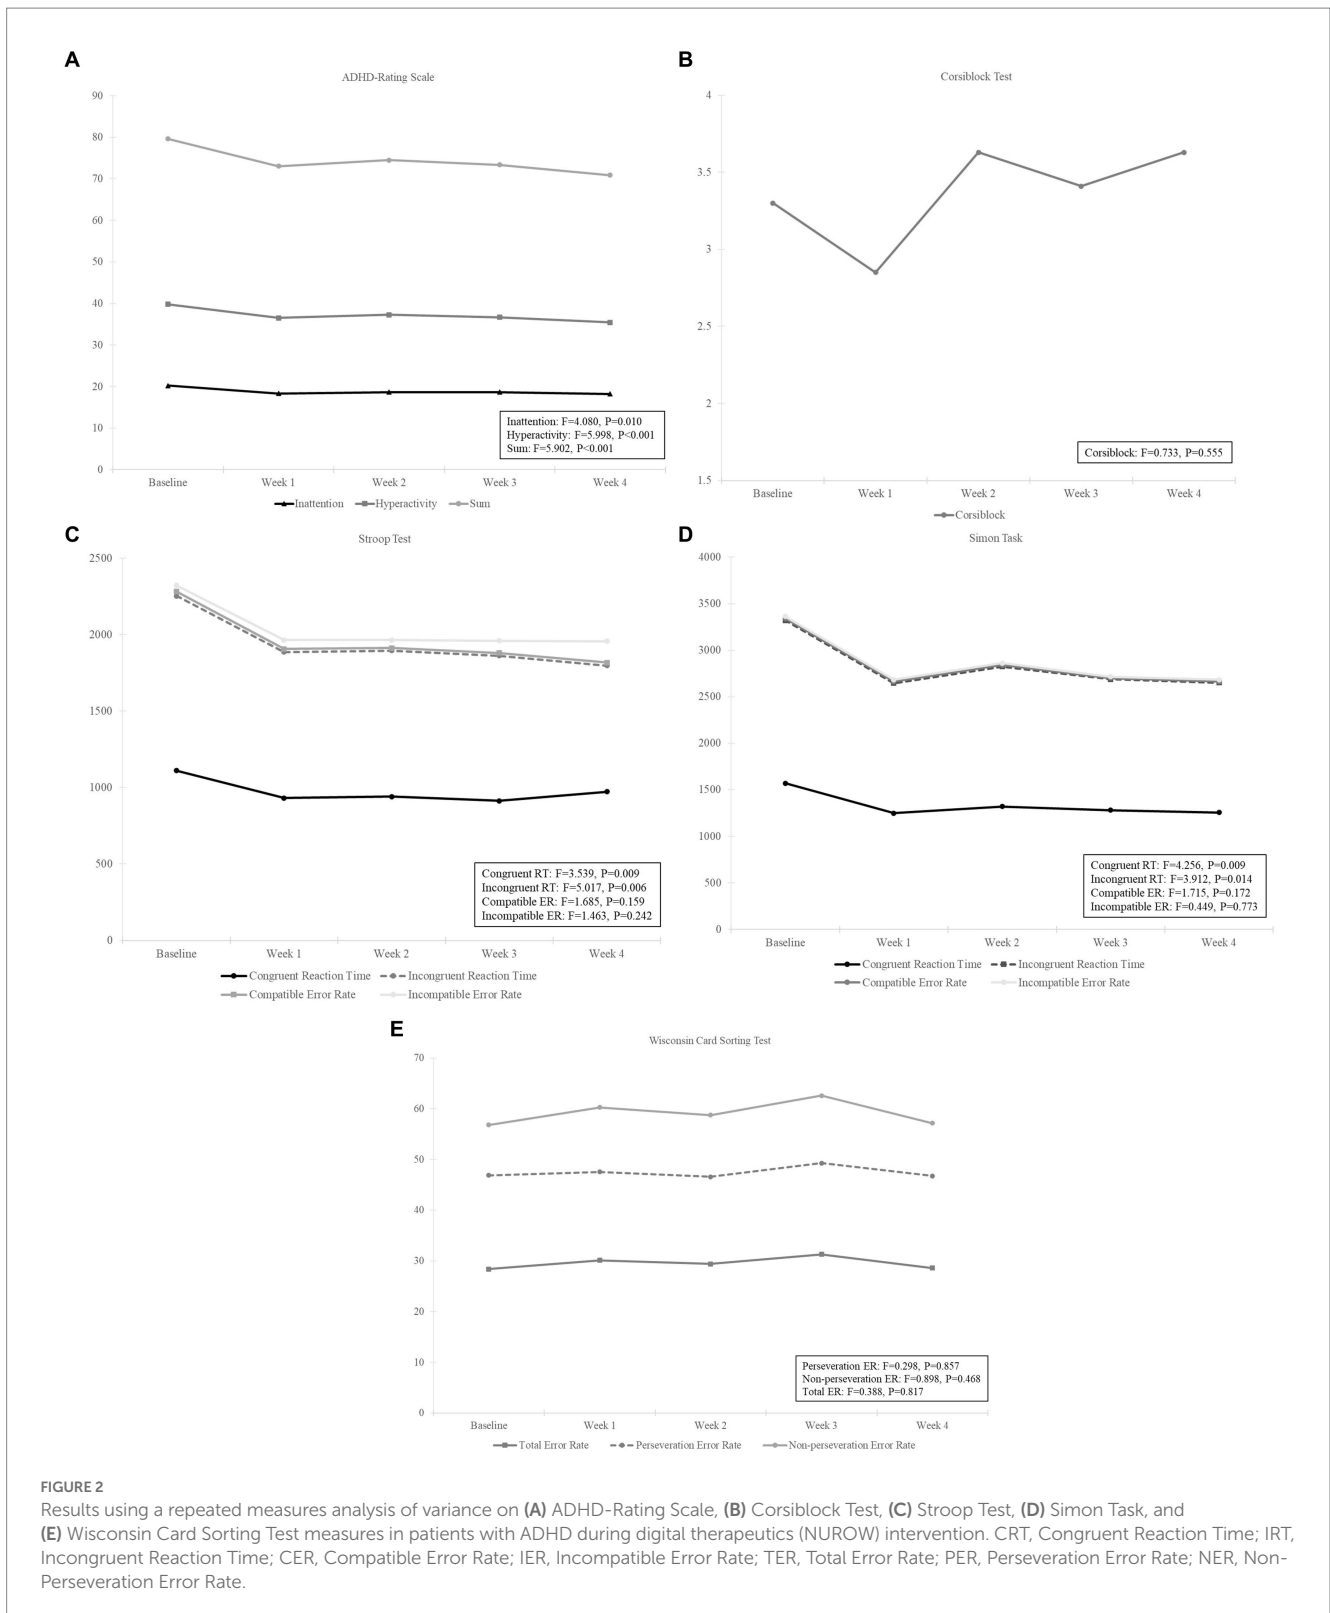 A
ADHD-Rating Scale
90
80
70
60
50
40
30
20
10
0
Inattention: F=4.080, P=0.010
Hyperactivity: F=5.998, P<0.001
Sum: F=5.902, P<0.001
Baseline Week 1 Week 2 Week 3 Week 4
Inattention Hyperactivity Sum
B
Corsiblock Test
4
3.5
3
2.5
2
1.5
Corsiblock: F=0.733, P=0.555
Baseline Week 1 Week 2 Week 3 Week 4
Corsiblock
C
Stroop Test
2500
2000
1500
1000
500
0
Congruent RT: F=3.539, P=0.009
Incongruent RT: F=5.017, P=0.006
Compatible ER: F=1.685, P=0.159
Incompatible ER: F=1.463, P=0.242
Baseline Week 1 Week 2 Week 3 Week 4
Congruent Reaction Time Incongruent Reaction Time
Compatible Error Rate Incompatible Error Rate
D
Simon Task
4000
3500
3000
2500
2000
1500
1000
500
0
Congruent RT: F=4.256, P=0.009
Incongruent RT: F=3.912, P=0.014
Compatible ER: F=1.715, P=0.172
Incompatible ER: F=0.449, P=0.773
Baseline Week 1 Week 2 Week 3 Week 4
Congruent Reaction Time Incongruent Reaction Time
Compatible Error Rate Incompatible Error Rate
E
Wisconsin Card Sorting Test
70
60
50
40
30
20
10
0
Perseveration ER: F=0.298, P=0.857
Non-perseveration ER: F=0.898, P=0.468
Total ER: F=0.388, P=0.817
Baseline Week 1 Week 2 Week 3 Week 4
Total Error Rate Perseveration Error Rate Non-perseveration Error Rate
FIGURE 2
Results using a repeated measures analysis of variance on (A) ADHD-Rating Scale, (B) Corsiblock Test, (C) Stroop Test, (D) Simon Task, and
(E) Wisconsin Card Sorting Test measures in patients with ADHD during digital therapeutics (NUROW) intervention. CRT, Congruent Reaction Time; IRT,
Incongruent Reaction Time; CER, Compatible Error Rate; IER, Incompatible Error Rate; TER, Total Error Rate; PER, Perseveration Error Rate; NER, Non-
Perseveration Error Rate.